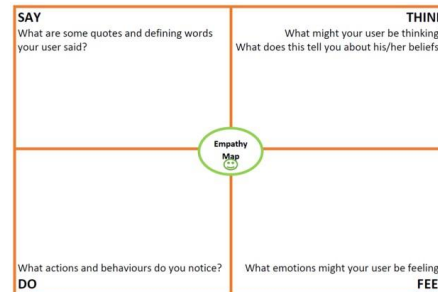 SAY
What are some quotes and defining words
your user said?
THIN
What might your user be thinking
What does this tell you about his/her beliefs
Empathy
Map
What actions and behaviours do you notice?
DO
What emotions might your user be feeling
FEE